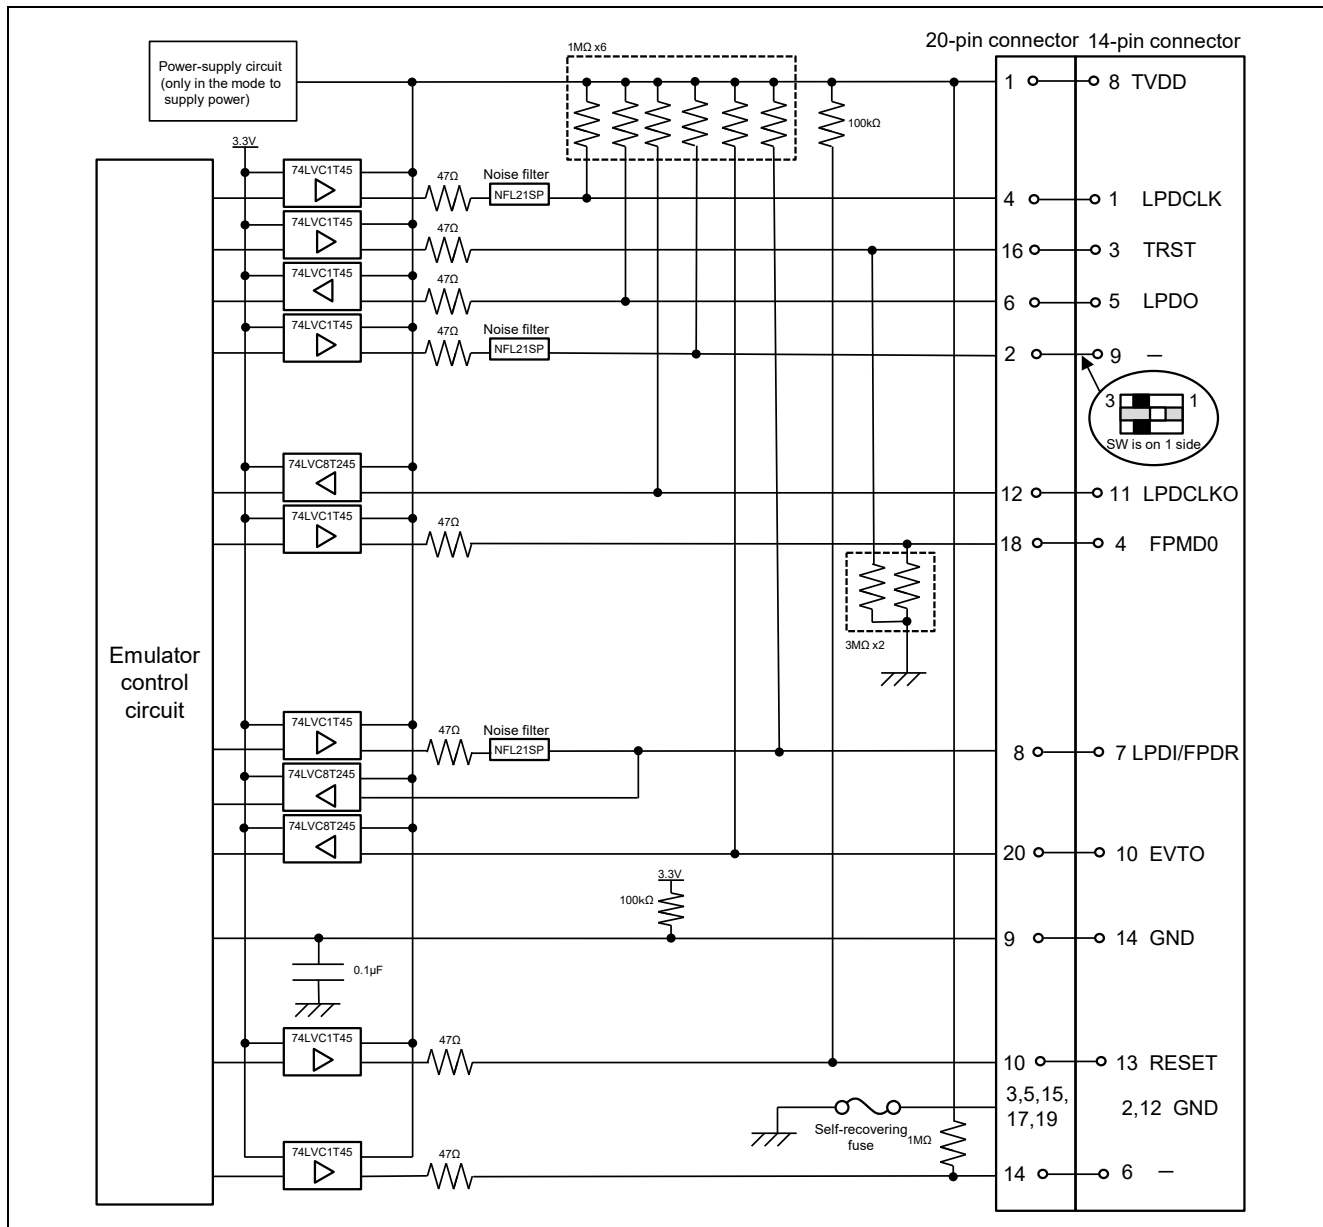 20-pin connector 14-pin connector
Power-supply circuit
(only in the mode to
supply power)
1MΩ x6
1 8 TVDD
100kΩ
3.3V
74LVC1T45
47Ω
Noise filter
NFL21SP
4 1 LPDCLK
74LVC1T45
47Ω
16 3 TRST
74LVC1T45
47Ω
6 5 LPDO
74LVC1T45
47Ω
Noise filter
NFL21SP
2 9 –
3 1
SW is on 1 side
74LVC8T245
12 11 LPDCLKO
74LVC1T45
47Ω
18 4 FPMD0
3MΩ x2
Emulator
control
circuit
74LVC1T45
47Ω
Noise filter
NFL21SP
8 7 LPDI/FPDR
74LVC8T245
74LVC8T245
20 10 EVTO
3.3V
100kΩ
9 14 GND
0.1µF
74LVC1T45
47Ω
10 13 RESET
3,5,15,
17,19
2,12 GND
Self-recovering
fuse
1MΩ
74LVC1T45
47Ω
14 6 –